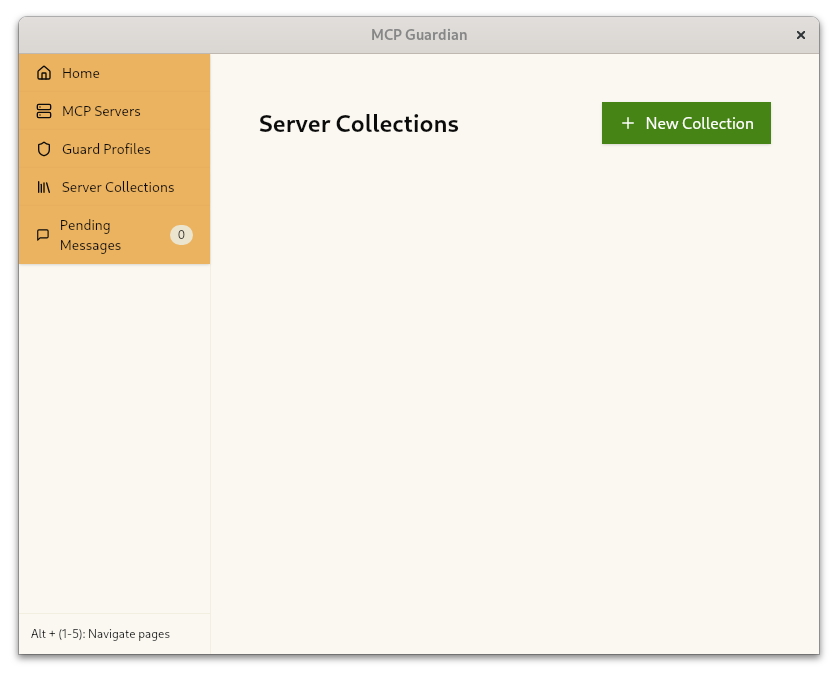 MCP Guardian
Home
MCP Servers
Guard Profiles
Server Collections
Pending
Messages
0
Alt + (1-5): Navigate pages
Server Collections
New Collection